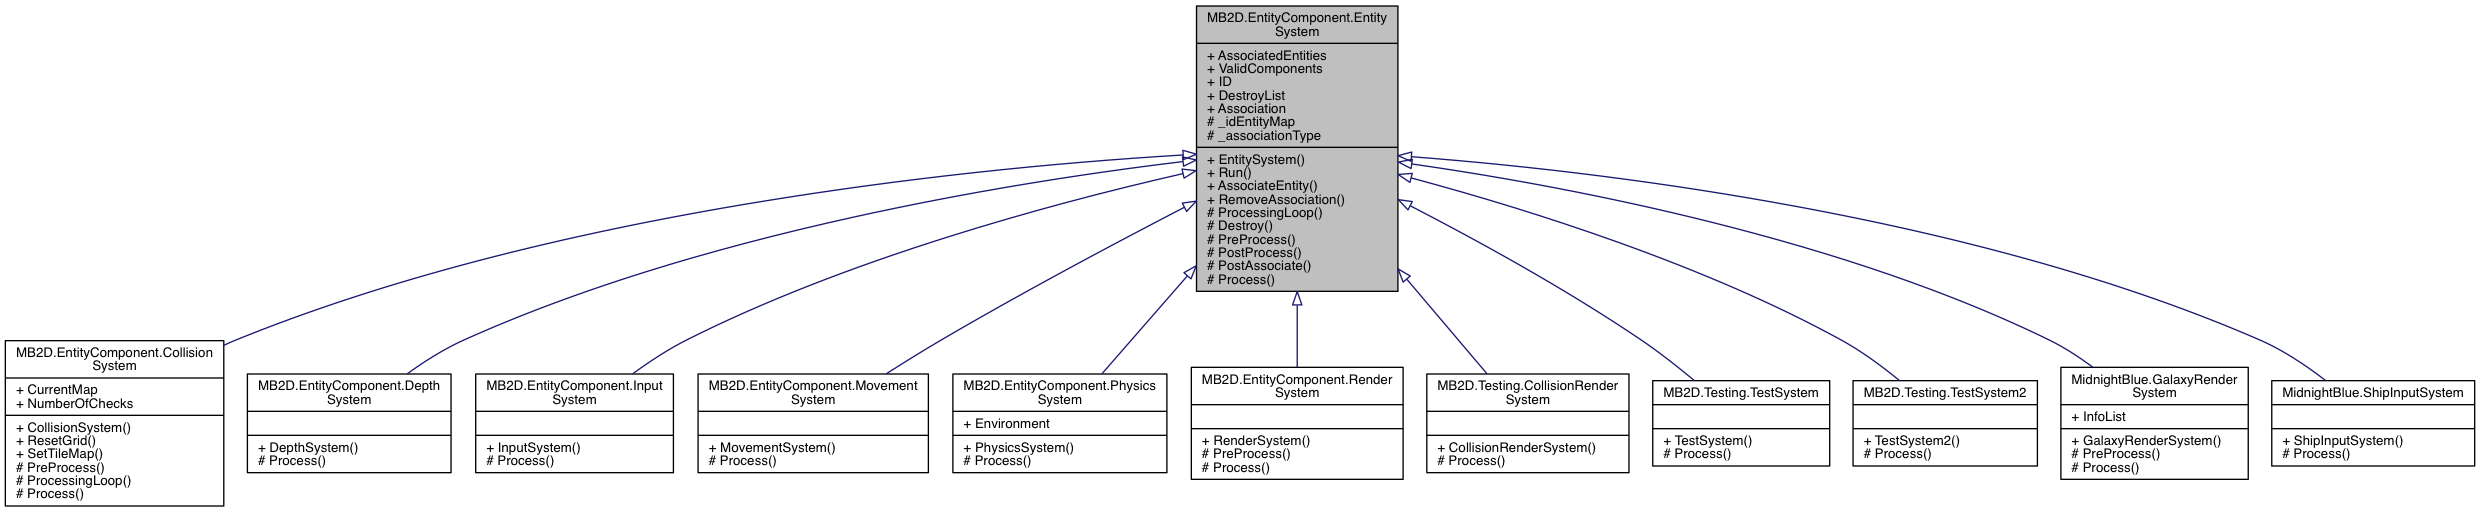 MB2D.EntityComponent.Entity
System
+ AssociatedEntities
+ ValidComponents
+ ID
+ DestroyList
+ Association
# _idEntityMap
# _associationType
+ EntitySystem()
+ Run()
+ AssociateEntity()
+ RemoveAssociation()
# ProcessingLoop()
# Destroy()
# PreProcess()
# PostProcess()
# PostAssociate()
# Process()
MB2D.EntityComponent.Collision
System
+ CurrentMap
+ NumberOfChecks
+ CollisionSystem()
+ ResetGrid()
+ SetTileMap()
# PreProcess()
# ProcessingLoop()
# Process()
MB2D.EntityComponent.Depth
System
+ DepthSystem()
# Process()
MB2D.EntityComponent.Input
System
+ InputSystem()
# Process()
MB2D.EntityComponent.Movement
System
+ MovementSystem()
# Process()
MB2D.EntityComponent.Physics
System
+ Environment
+ PhysicsSystem()
# Process()
MB2D.EntityComponent.Render
System
+ RenderSystem()
# PreProcess()
# Process()
MB2D.Testing.CollisionRender
System
+ CollisionRenderSystem()
# Process()
MB2D.Testing.TestSystem
+ TestSystem()
# Process()
MB2D.Testing.TestSystem2
+ TestSystem2()
# Process()
MidnightBlue.GalaxyRender
System
+ InfoList
+ GalaxyRenderSystem()
# PreProcess()
# Process()
MidnightBlue.ShipInputSystem
+ ShipInputSystem()
# Process()